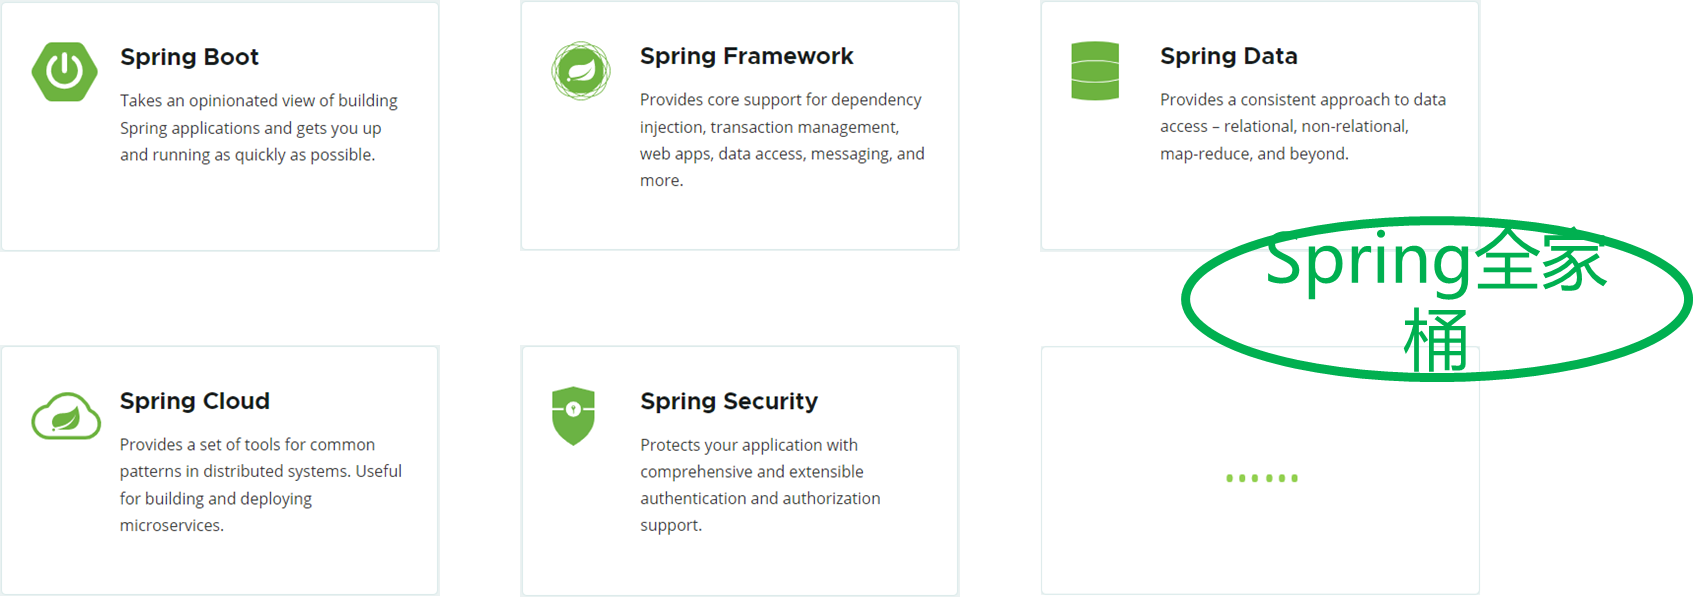 Spring Boot
Takes an opinionated view of building
Spring applications and gets you up
and running as quickly as possible.
Spring Framework
Provides core support for dependency
injection, transaction management,
web apps, data access, messaging, and
more.
Spring Data
Provides a consistent approach to data
access – relational, non-relational,
map-reduce, and beyond.
Spring全家
桶
Spring Cloud
Provides a set of tools for common
patterns in distributed systems. Useful
for building and deploying
microservices.
Spring Security
Protects your application with
comprehensive and extensible
authentication and authorization
support.
······